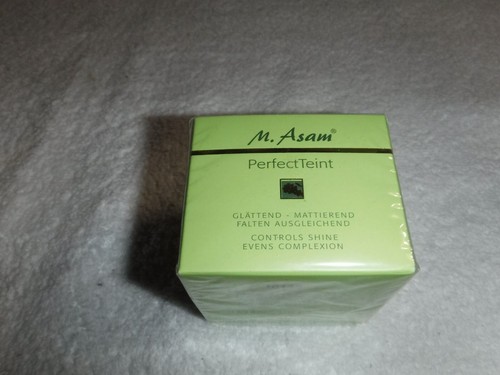 M. Asam®
PerfectTeint
GLÄTTEND · MATTIEREND
FALTEN AUSGLEICHEND
CONTROLS SHINE
EVENS COMPLEXION